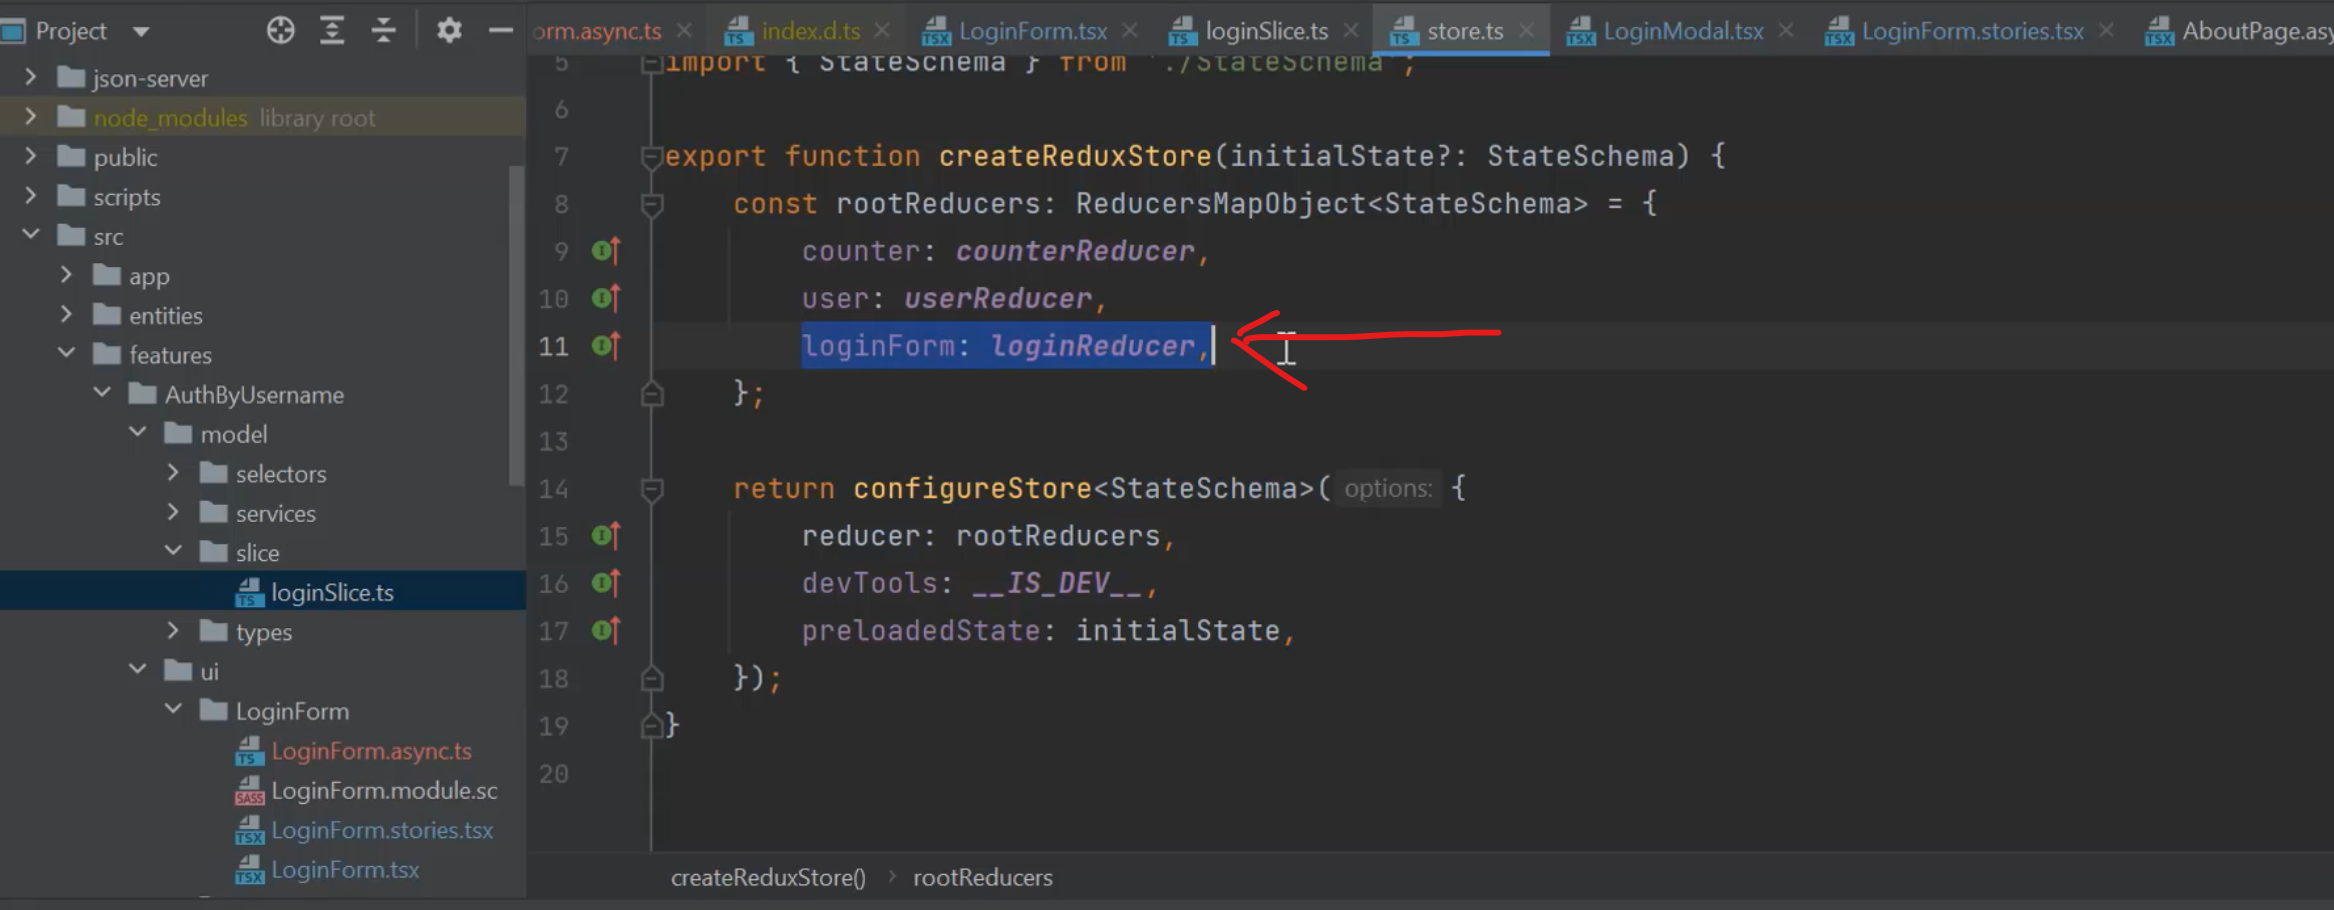 Project
orm.async.ts
index.d.ts
LoginForm.tsx
loginSlice.ts
store.ts
LoginModal.tsx
LoginForm.stories.tsx
AboutPage.asy
json-server
node_modules library root
public
scripts
src
app
entities
features
AuthByUsername
model
selectors
services
slice
loginSlice.ts
types
ui
LoginForm
LoginForm.async.ts
LoginForm.module.sc
LoginForm.stories.tsx
LoginForm.tsx
5 import { StateSchema } from './StateSchema';
6
7 export function createReduxStore(initialState?: StateSchema) {
8 const rootReducers: ReducersMapObject<StateSchema> = {
9 counter: counterReducer,
10 user: userReducer,
11 loginForm: loginReducer,
12 };
13
14 return configureStore<StateSchema>( options: {
15 reducer: rootReducers,
16 devTools: __IS_DEV__,
17 preloadedState: initialState,
18 });
19 }
20
createReduxStore() › rootReducers